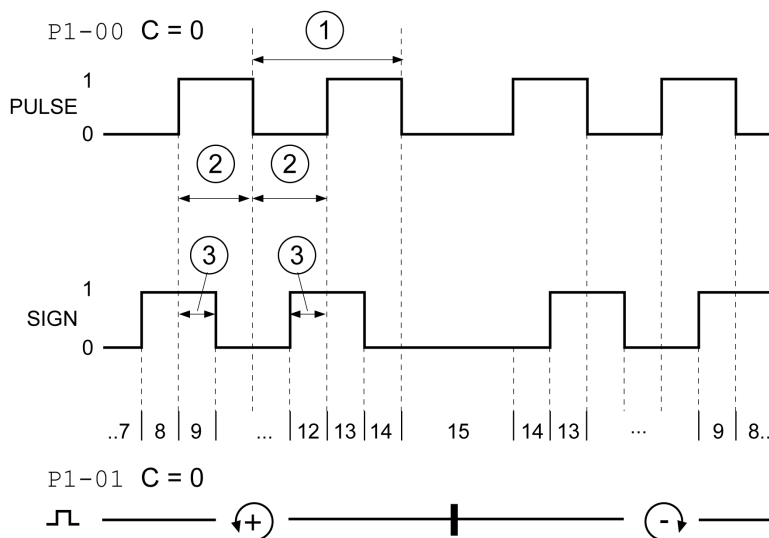 P1-00 C = 0
1
1
PULSE
0
2 2
3 3
1
SIGN
0
..7 8 9 ... 12 13 14 15 14 13 ... 9 8..
P1-01 C = 0
+ -